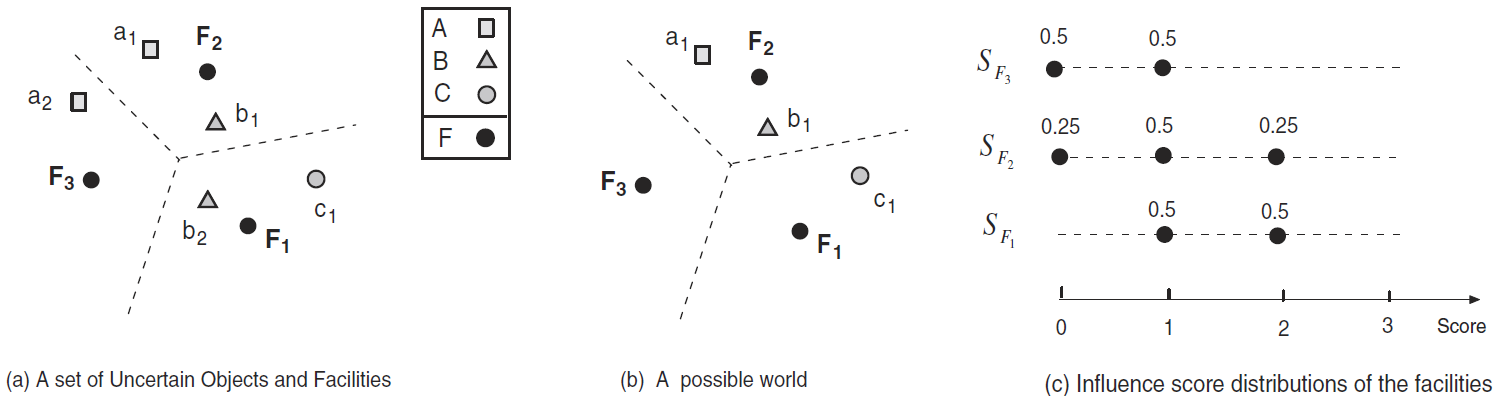 a1
F2
a2
b1
F3
b2
F1
c1
A
B
C
F
(a) A set of Uncertain Objects and Facilities
a1
F2
b1
F3
c1
F1
(b) A possible world
0.5 0.5
S F3
0.25 0.5 0.25
S F2
0.5 0.5
S F1
0 1 2 3 Score
(c) Influence score distributions of the facilities